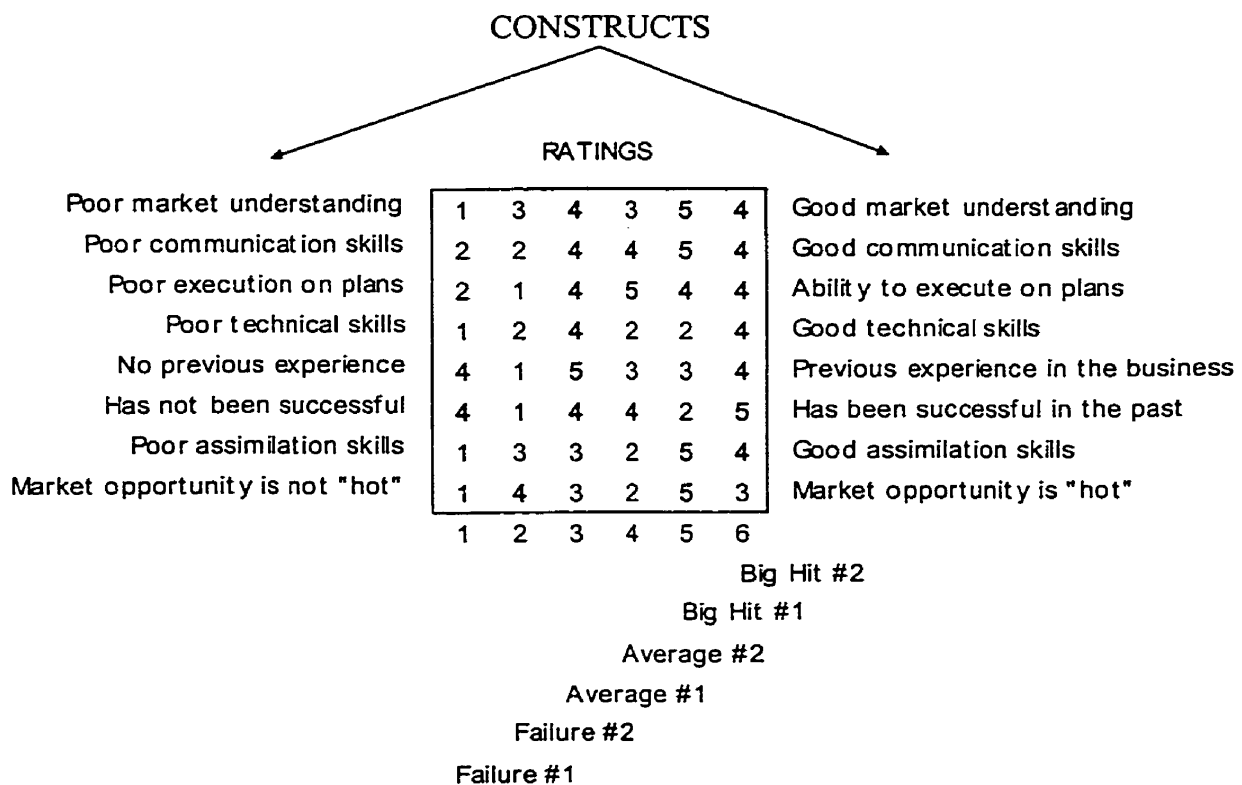 CONSTRUCTS
RATINGS
Poor market understanding 1 3 4 3 5 4 Good market understanding
Poor communication skills 2 2 4 4 5 4 Good communication skills
Poor execution on plans 2 1 4 5 4 4 Ability to execute on plans
Poor technical skills 1 2 4 2 2 4 Good technical skills
No previous experience 4 1 5 3 3 4 Previous experience in the business
Has not been successful 4 1 4 4 2 5 Has been successful in the past
Poor assimilation skills 1 3 3 2 5 4 Good assimilation skills
Market opportunity is not "hot" 1 4 3 2 5 3 Market opportunity is "hot"
1 2 3 4 5 6
Big Hit #2
Big Hit #1
Average #2
Average #1
Failure #2
Failure #1